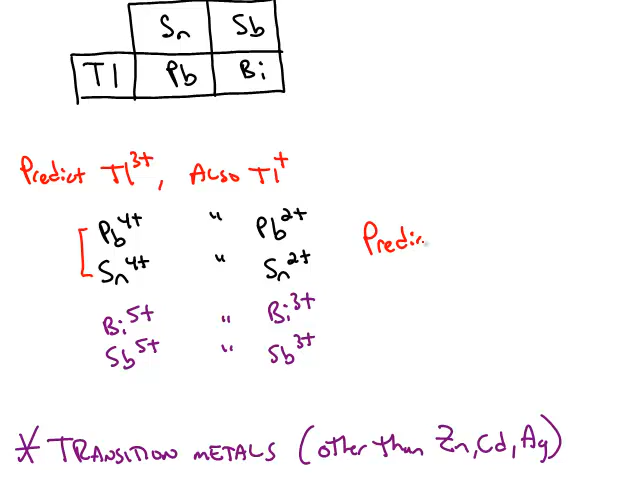 Sn Sb
Tl Pb Bi
Predict Tl³⁺, Also Tl⁺
Pb⁴⁺ " Pb²⁺
Predi
Sn⁴⁺ " Sn²⁺
Bi⁵⁺ " Bi³⁺
Sb⁵⁺ " Sb³⁺
* TRANSITION METALS (other than Zn, Cd, Ag)